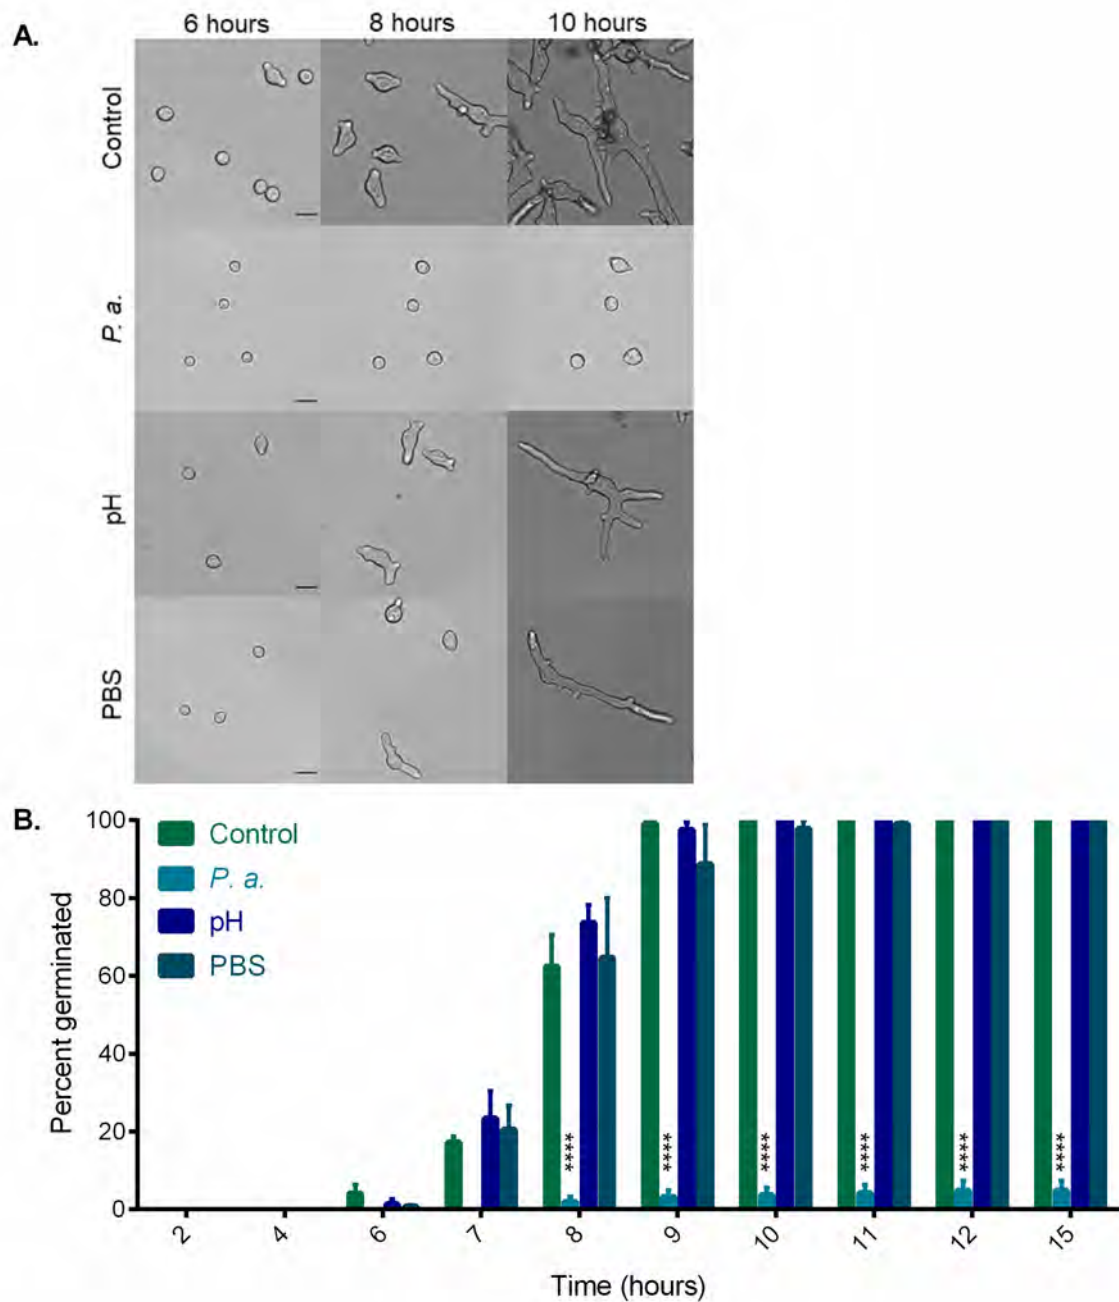 A.
6 hours 8 hours 10 hours
Control
P. a.
pH
PBS
B.
Percent germinated
100
80
60
40
20
0
Control
P. a.
pH
PBS
**** **** **** **** **** ****
2 4 6 7 8 9 10 11 12 15
Time (hours)